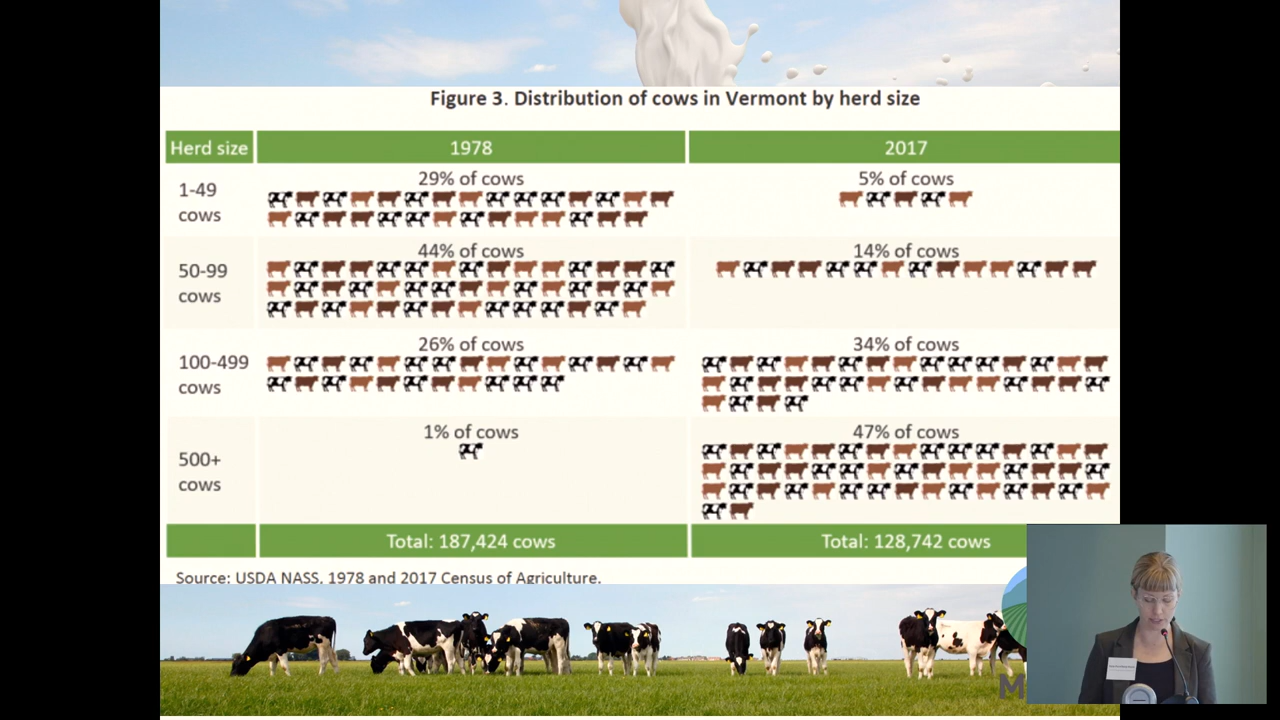 Figure 3. Distribution of cows in Vermont by herd size
Herd size 1978 2017
1-49 cows 29% of cows 5% of cows
50-99 cows 44% of cows 14% of cows
100-499 cows 26% of cows 34% of cows
500+ cows 1% of cows 47% of cows
Total: 187,424 cows Total: 128,742 cows
Source: USDA NASS, 1978 and 2017 Census of Agriculture.
M